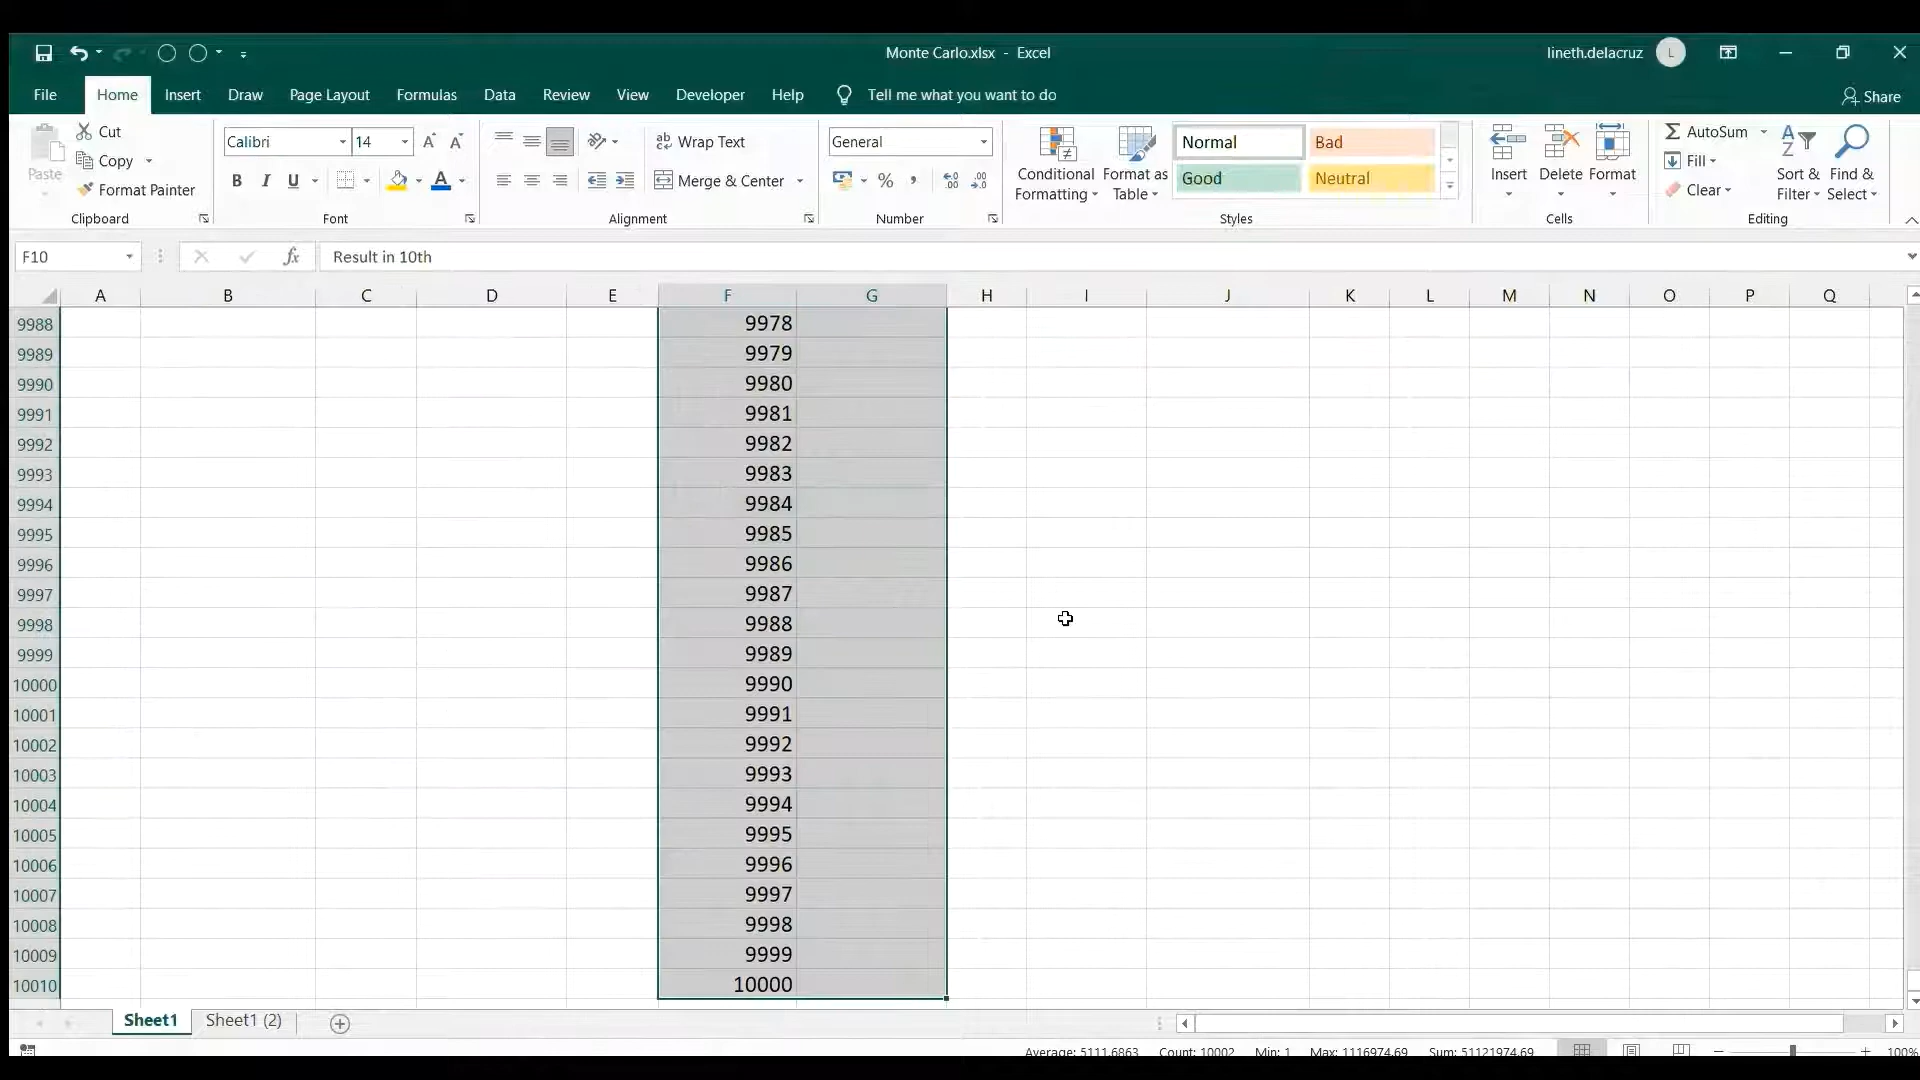 Monte Carlo.xlsx - Excel
lineth.delacruz
L
File Home Insert Draw Page Layout Formulas Data Review View Developer Help Tell me what you want to do
Share
Paste
Cut
Copy
Format Painter
Clipboard
Calibri 14 A A
B I U A
Font
ab Wrap Text
Merge & Center
Alignment
General
% , .00
Number
Conditional Formatting
Format as Table
Normal Bad
Good Neutral
Styles
Insert Delete Format
Cells
AutoSum
Fill
Clear
Sort & Filter
Find & Select
Editing
F10 fx Result in 10th
A B C D E F G H I J K L M N O P Q
9988 9978
9989 9979
9990 9980
9991 9981
9992 9982
9993 9983
9994 9984
9995 9985
9996 9986
9997 9987
9998 9988
9999 9989
10000 9990
10001 9991
10002 9992
10003 9993
10004 9994
10005 9995
10006 9996
10007 9997
10008 9998
10009 9999
10010 10000
Sheet1 Sheet1 (2)
Average: 5111.6863 Count: 10002 Min: 1 Max: 1116974.69 Sum: 51121974.69 100%